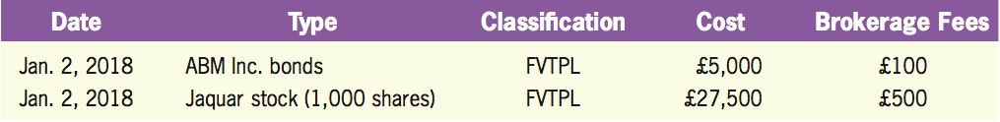 Date Type Classification Cost Brokerage Fees
Jan. 2, 2018 ABM Inc. bonds FVTPL £5,000 £100
Jan. 2, 2018 Jaquar stock (1,000 shares) FVTPL £27,500 £500